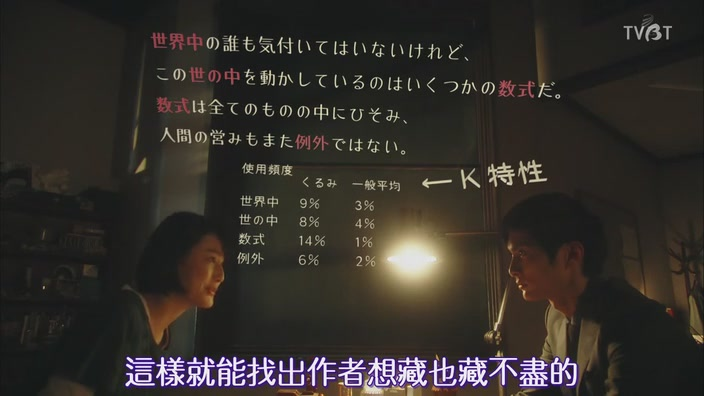 TVBT
世界中の誰も気付いてはいないけれど、
この世の中を動かしているのはいくつかの数式だ。
数式は全てのものの中にひそみ、
人間の営みもまた例外ではない。
使用頻度
くるみ 一般平均
← K特性
世界中 9% 3%
世の中 8% 4%
数式 14% 1%
例外 6% 2%
這樣就能找出作者想藏也藏不盡的